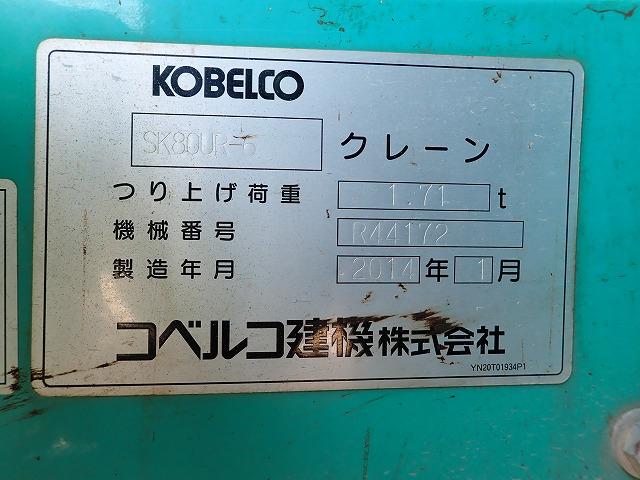 KOBELCO
SK80UR-6 クレーン
つり上げ荷重 1.71 t
機械番号 R44172
製造年月 2014 年 1 月
コベルコ建機株式会社
YN20T01934P1